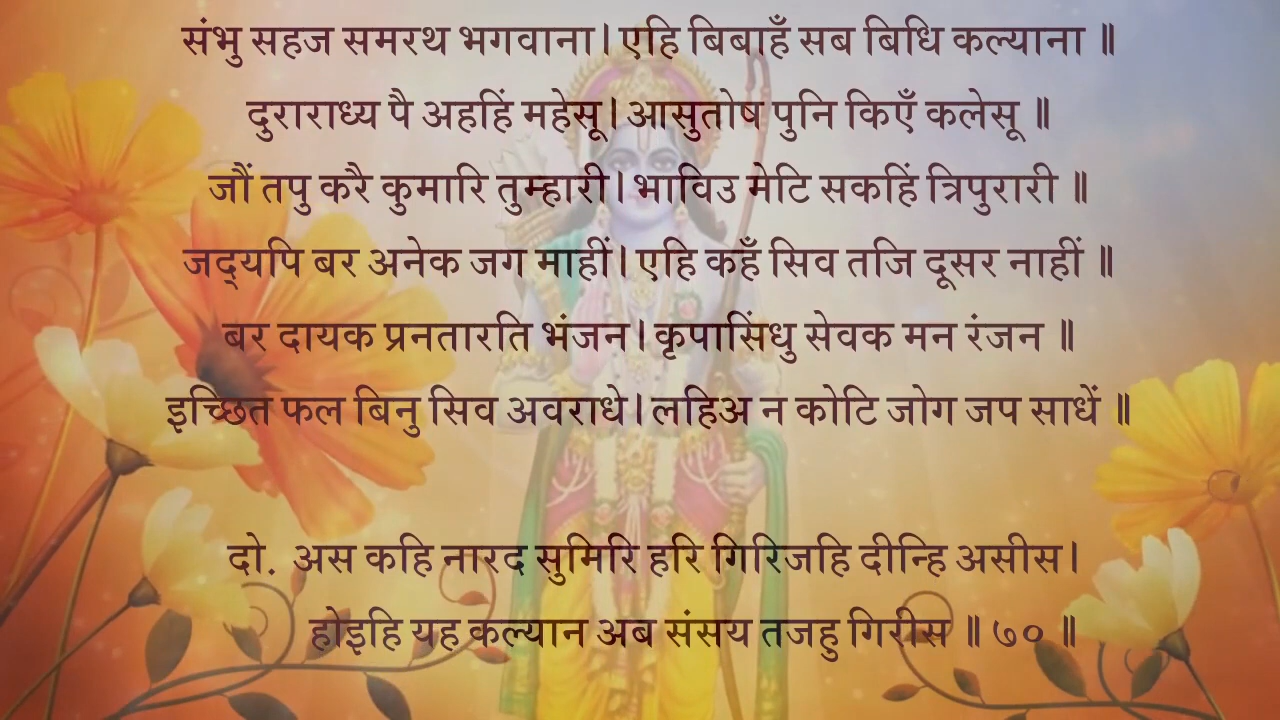 संभु सहज समरथ भगवाना। एहि बिबाहँ सब बिधि कल्याना ॥
दुराराध्य पै अहहिं महेसू। आसुतोष पुनि किएँ कलेसू ॥
जौं तपु करै कुमारि तुम्हारी। भाविउ मेटि सकहिं त्रिपुरारी ॥
जद्यपि बर अनेक जग माहीं। एहि कहँ सिव तजि दूसर नाहीं ॥
बर दायक प्रनतारति भंजन। कृपासिंधु सेवक मन रंजन ॥
इच्छित फल बिनु सिव अवराधे। लहिअ न कोटि जोग जप साधें ॥
दो. अस कहि नारद सुमिरि हरि गिरिजहि दीन्हि असीस।
होइहि यह कल्यान अब संसय तजहु गिरीस ॥ ७० ॥